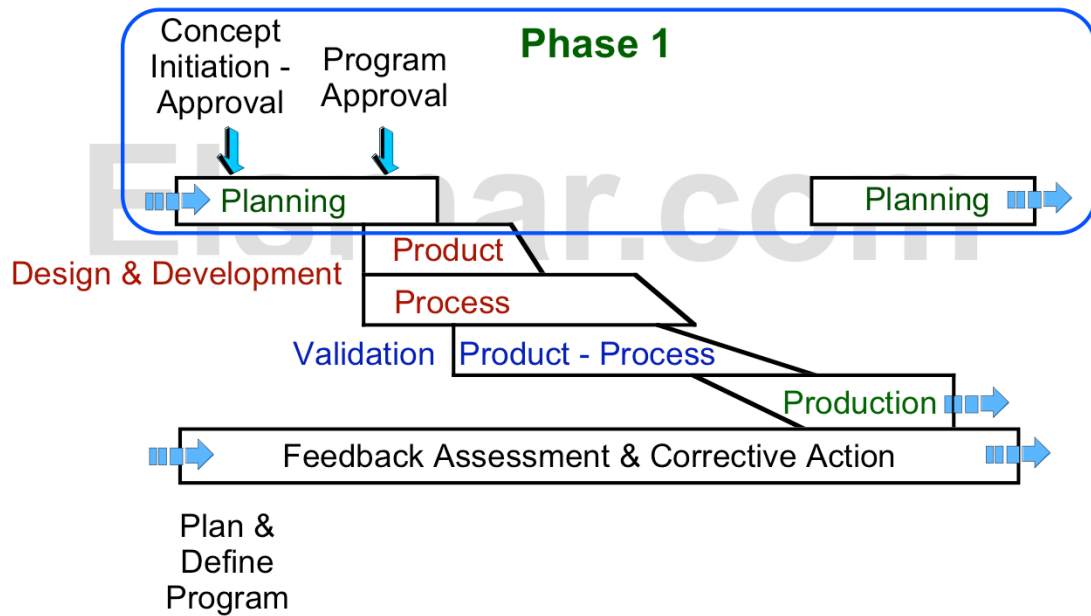 Phase 1
Concept
Initiation -
Approval
Program
Approval
Elsmar.com
Planning
Planning
Product
Design & Development
Process
Validation
Product - Process
Production
Feedback Assessment & Corrective Action
Plan &
Define
Program